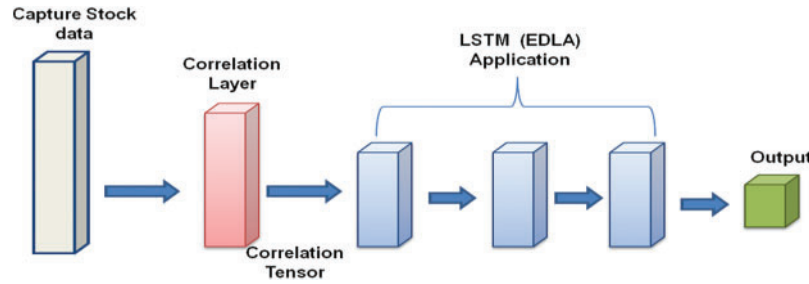 Capture Stock
data
Correlation
Layer
LSTM (EDLA)
Application
Output
Correlation
Tensor